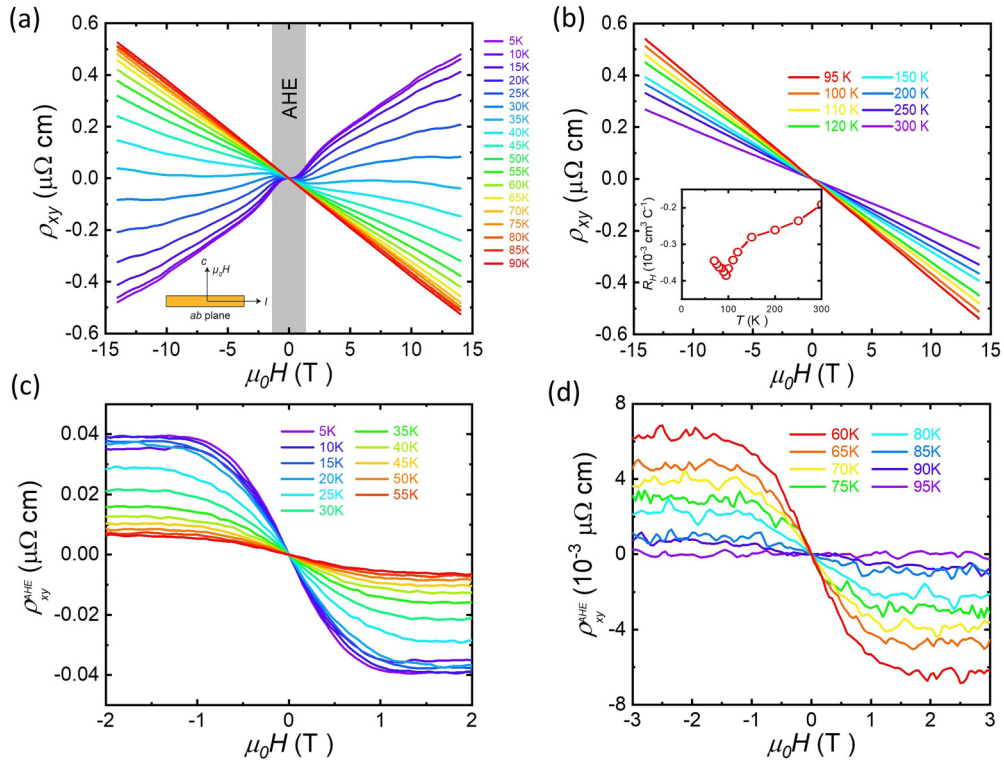 (a)
0.6
0.4
0.2
0.0
-0.2
-0.4
-0.6
ρxy (μΩ cm)
AHE
c
μ₀H
I
ab plane
-15 -10 -5 0 5 10 15
μ₀H (T)
5K
10K
15K
20K
25K
30K
35K
40K
45K
50K
55K
60K
65K
70K
75K
80K
85K
90K
(b)
0.6
0.4
0.2
0.0
-0.2
-0.4
-0.6
ρxy (μΩ cm)
95 K 150 K
100 K 200 K
110 K 250 K
120 K 300 K
-0.2
-0.3
-0.4
R_H (10⁻³ cm³ C⁻¹)
0 100 200 300
T (K)
-15 -10 -5 0 5 10 15
μ₀H (T)
(c)
0.04
0.02
0.00
-0.02
-0.04
ρxy^AHE (μΩ cm)
5K 35K
10K 40K
15K 45K
20K 50K
25K 55K
30K
-2 -1 0 1 2
μ₀H (T)
(d)
8
4
0
-4
-8
ρxy^AHE (10⁻³ μΩ cm)
60K 80K
65K 85K
70K 90K
75K 95K
-3 -2 -1 0 1 2 3
μ₀H (T)